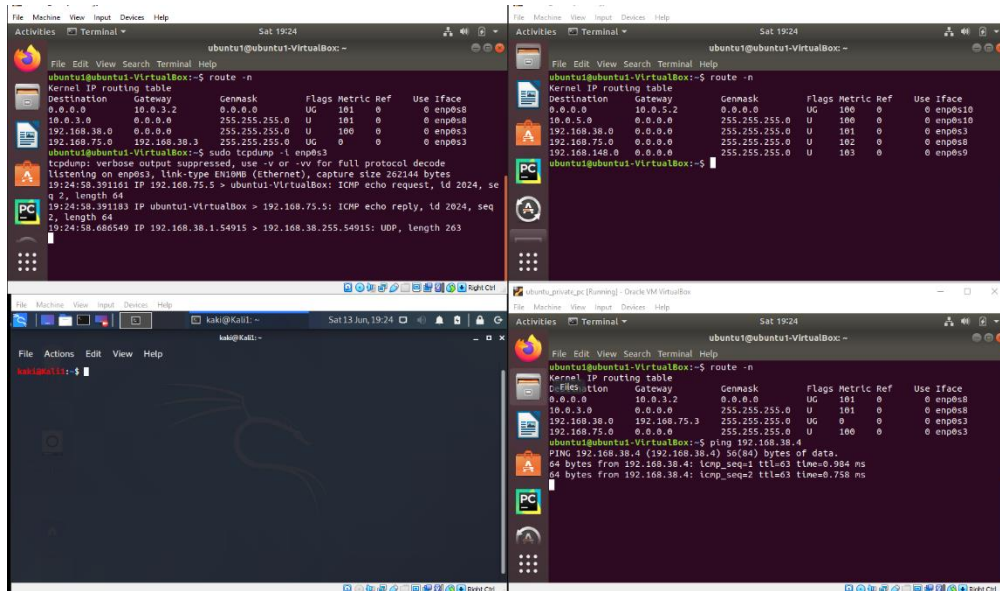 File Machine View Input Devices Help
Activities Terminal Sat 19:24
ubuntu1@ubuntu1-VirtualBox: ~
File Edit View Search Terminal Help
ubuntu1@ubuntu1-VirtualBox:~$ route -n
Kernel IP routing table
Destination Gateway Genmask Flags Metric Ref Use Iface
0.0.0.0 10.0.3.2 0.0.0.0 UG 101 0 0 enp0s8
10.0.3.0 0.0.0.0 255.255.255.0 U 101 0 0 enp0s8
192.168.38.0 0.0.0.0 255.255.255.0 U 100 0 0 enp0s3
192.168.75.0 192.168.38.3 255.255.255.0 UG 0 0 0 enp0s3
ubuntu1@ubuntu1-VirtualBox:~$ sudo tcpdump -i enp0s3
tcpdump: verbose output suppressed, use -v or -vv for full protocol decode
listening on enp0s3, link-type EN10MB (Ethernet), capture size 262144 bytes
19:24:58.391161 IP 192.168.75.5 > ubuntu1-VirtualBox: ICMP echo request, id 2024, se
q 2, length 64
19:24:58.391183 IP ubuntu1-VirtualBox > 192.168.75.5: ICMP echo reply, id 2024, seq
2, length 64
19:24:58.686549 IP 192.168.38.1.54915 > 192.168.38.255.54915: UDP, length 263
PC
Right Ctrl
File Machine View Input Devices Help
Activities Terminal Sat 19:24
ubuntu1@ubuntu1-VirtualBox: ~
File Edit View Search Terminal Help
ubuntu1@ubuntu1-VirtualBox:~$ route -n
Kernel IP routing table
Destination Gateway Genmask Flags Metric Ref Use Iface
0.0.0.0 10.0.5.2 0.0.0.0 UG 100 0 0 enp0s10
10.0.5.0 0.0.0.0 255.255.255.0 U 100 0 0 enp0s10
192.168.38.0 0.0.0.0 255.255.255.0 U 101 0 0 enp0s3
192.168.75.0 0.0.0.0 255.255.255.0 U 102 0 0 enp0s8
192.168.148.0 0.0.0.0 255.255.255.0 U 103 0 0 enp0s9
ubuntu1@ubuntu1-VirtualBox:~$
PC
File Machine View Input Devices Help
kaki@Kali1: ~ Sat 13 Jun, 19:24
kaki@Kali1: ~
File Actions Edit View Help
kaki@Kali1:~$
Right Ctrl
ubuntu_private_pc [Running] - Oracle VM VirtualBox
File Machine View Input Devices Help
Activities Terminal Sat 19:24
ubuntu1@ubuntu1-VirtualBox: ~
File Edit View Search Terminal Help
ubuntu1@ubuntu1-VirtualBox:~$ route -n
Kernel IP routing table
Files
Gateway Genmask Flags Metric Ref Use Iface
0.0.0.0 10.0.3.2 0.0.0.0 UG 101 0 0 enp0s8
10.0.3.0 0.0.0.0 255.255.255.0 U 101 0 0 enp0s8
192.168.38.0 192.168.75.3 255.255.255.0 UG 0 0 0 enp0s3
192.168.75.0 0.0.0.0 255.255.255.0 U 100 0 0 enp0s3
ubuntu1@ubuntu1-VirtualBox:~$ ping 192.168.38.4
PING 192.168.38.4 (192.168.38.4) 56(84) bytes of data.
64 bytes from 192.168.38.4: icmp_seq=1 ttl=63 time=0.984 ms
64 bytes from 192.168.38.4: icmp_seq=2 ttl=63 time=0.758 ms
PC
Right Ctrl